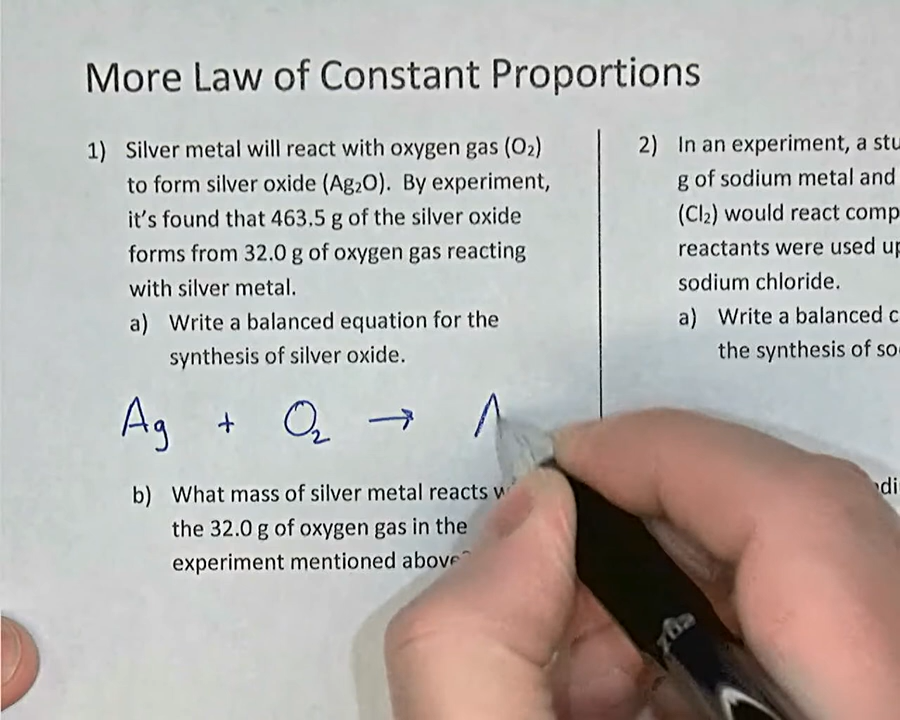 More Law of Constant Proportions
1) Silver metal will react with oxygen gas (O₂)
to form silver oxide (Ag₂O). By experiment,
it's found that 463.5 g of the silver oxide
forms from 32.0 g of oxygen gas reacting
with silver metal.
a) Write a balanced equation for the
synthesis of silver oxide.
Ag + O₂ →
b) What mass of silver metal reacts
the 32.0 g of oxygen gas in the
experiment mentioned above?
2) In an experiment, a
g of sodium metal and
(Cl₂) would react
reactants were used
sodium chloride.
a) Write a balanced
the synthesis of